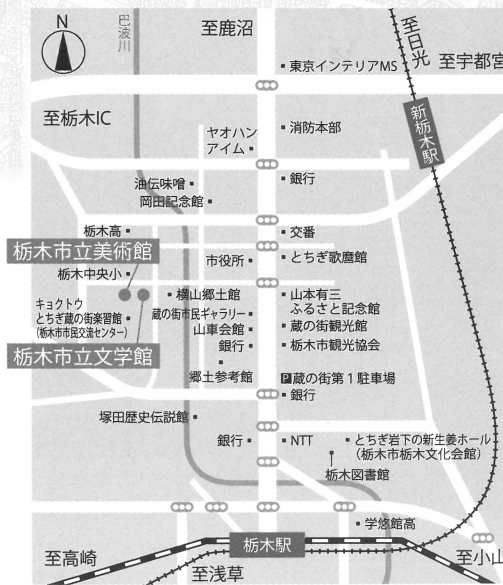 N
巴波川
至鹿沼
至日光
至宇都宮
東京インテリアMS
至栃木IC
新栃木駅
ヤオハン
アイム
消防本部
銀行
油伝味噌
岡田記念館
栃木高
交番
栃木市立美術館
市役所
とちぎ歌麿館
栃木中央小
キョクトウ
とちぎ蔵の街楽習館
(栃木市市民交流センター)
横山郷土館
山本有三
ふるさと記念館
蔵の街市民ギャラリー
山車会館
蔵の街観光館
銀行
栃木市観光協会
栃木市立文学館
郷土参考館
P蔵の街第1駐車場
銀行
塚田歴史伝説館
銀行
NTT
とちぎ岩下の新生姜ホール
(栃木市栃木文化会館)
栃木図書館
学悠館高
至高崎
栃木駅
至小山
至浅草